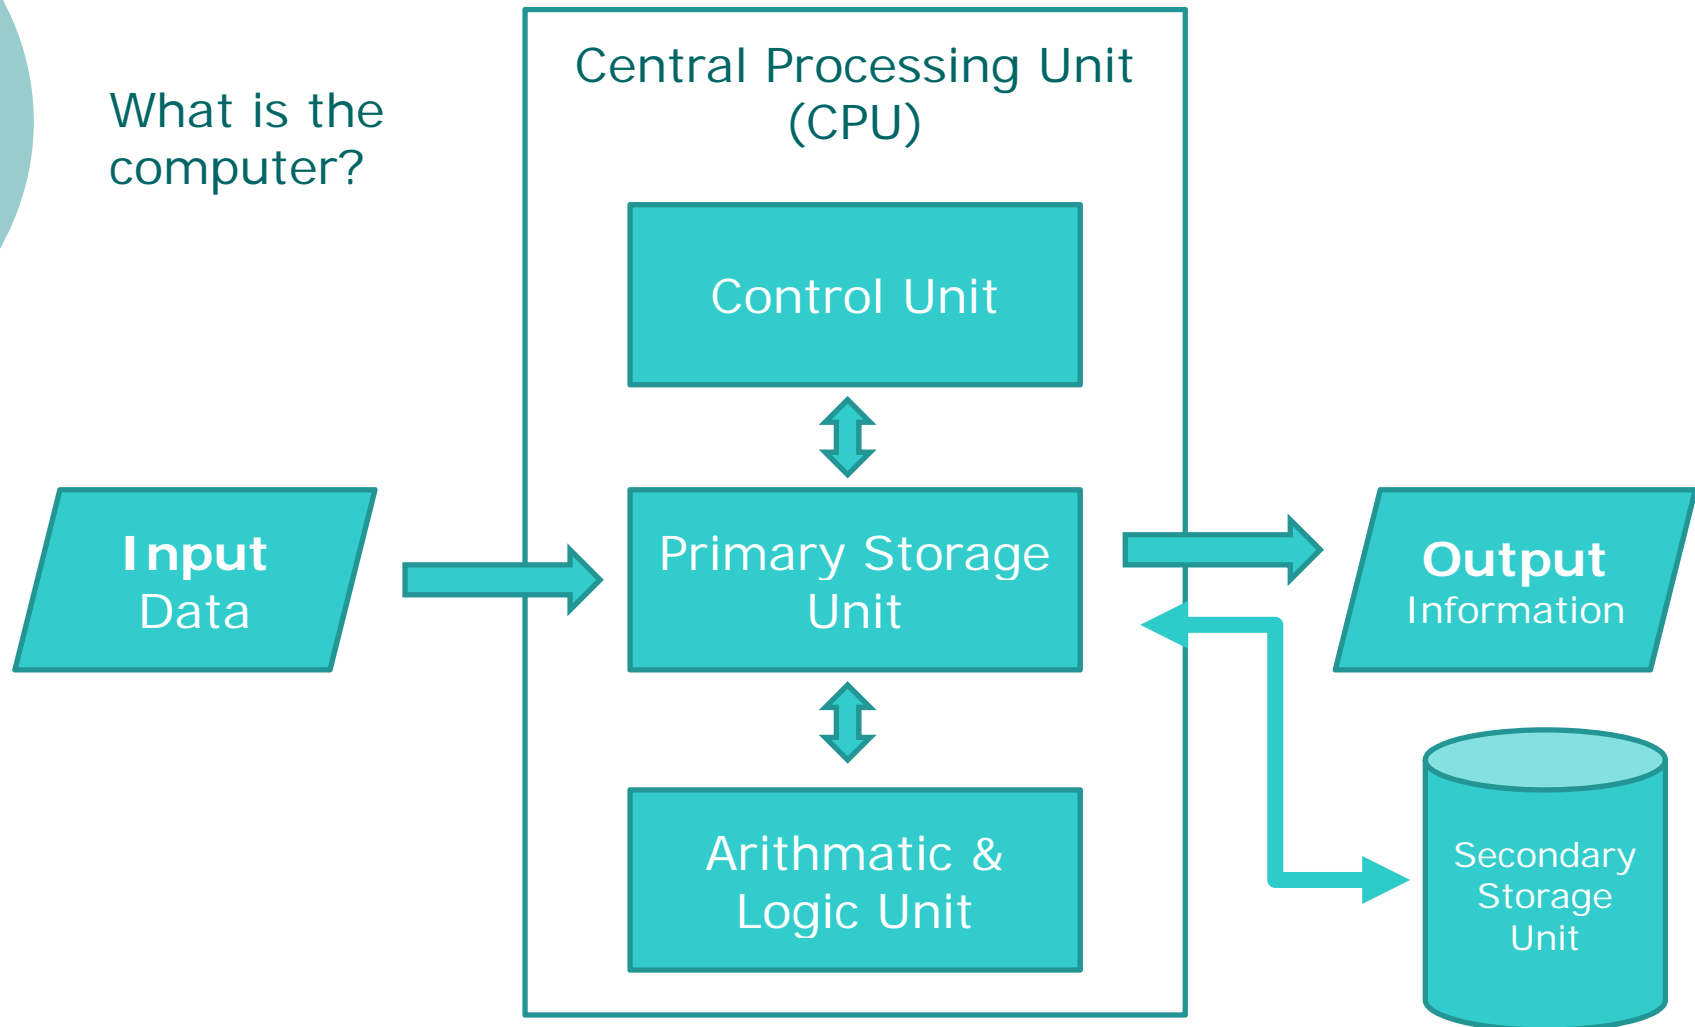 What is the
computer?
Central Processing Unit
(CPU)
Control Unit
Input
Data
Primary Storage
Unit
Output
Information
Arithmatic &
Logic Unit
Secondary
Storage
Unit